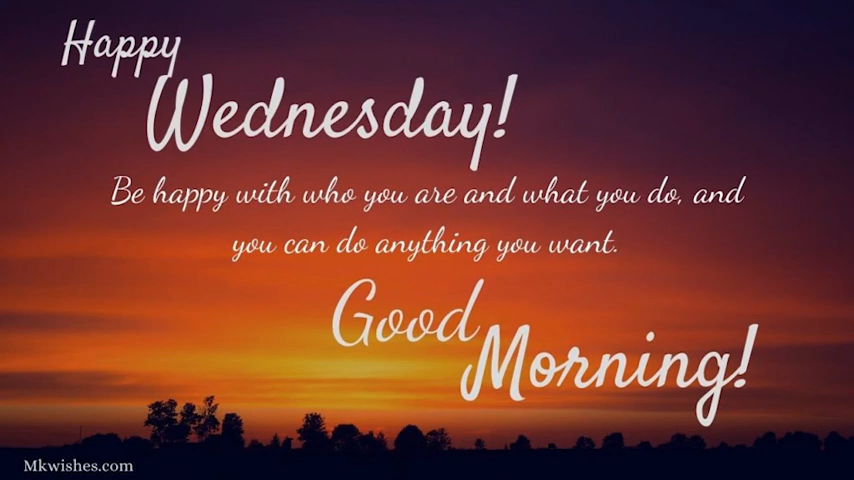 Happy
Wednesday!
Be happy with who you are and what you do, and
you can do anything you want.
Good
Morning!
Mkwishes.com